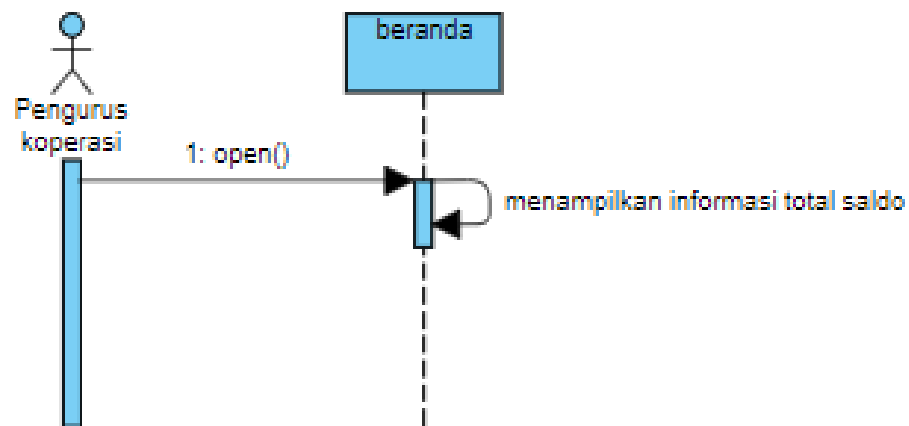 beranda
Pengurus
koperasi
1: open()
menampilkan informasi total saldo